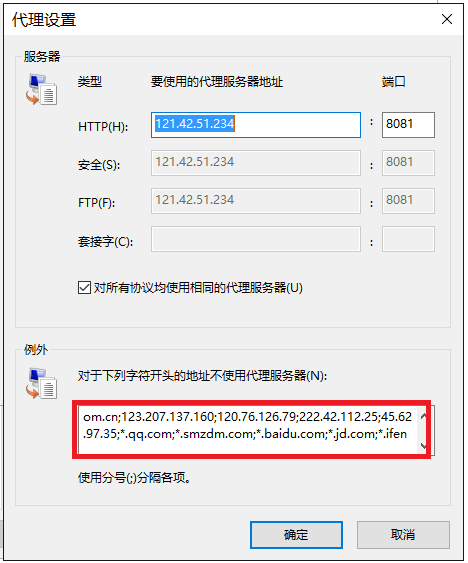 代理设置
服务器
类型 要使用的代理服务器地址 端口
HTTP(H): 121.42.51.234 : 8081
安全(S): 121.42.51.234 : 8081
FTP(F): 121.42.51.234 : 8081
套接字(C): :
对所有协议均使用相同的代理服务器(U)
例外
对于下列字符开头的地址不使用代理服务器(N):
om.cn;123.207.137.160;120.76.126.79;222.42.112.25;45.62
.97.35;*.qq.com;*.smzdm.com;*.baidu.com;*.jd.com;*.ifen
使用分号(;)分隔各项。
确定 取消